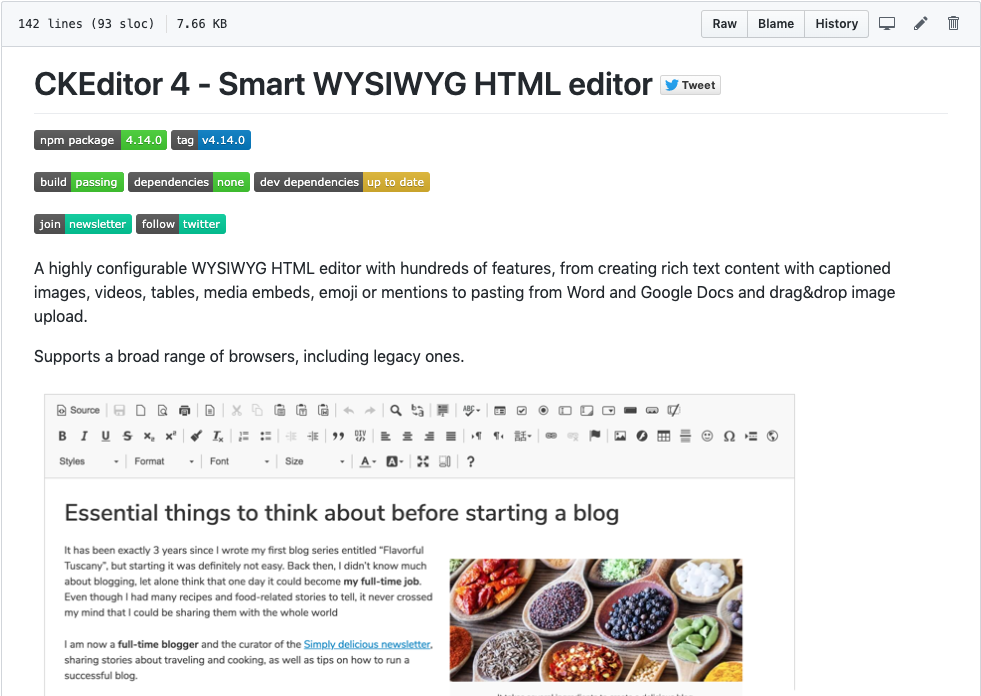 142 lines (93 sloc) 7.66 KB Raw Blame History
CKEditor 4 - Smart WYSIWYG HTML editor Tweet
npm package 4.14.0 tag v4.14.0
build passing dependencies none dev dependencies up to date
join newsletter follow twitter
A highly configurable WYSIWYG HTML editor with hundreds of features, from creating rich text content with captioned
images, videos, tables, media embeds, emoji or mentions to pasting from Word and Google Docs and drag&drop image
upload.
Supports a broad range of browsers, including legacy ones.
Source
Styles Format Font Size
Essential things to think about before starting a blog
It has been exactly 3 years since I wrote my first blog series entitled “Flavorful
Tuscany”, but starting it was definitely not easy. Back then, I didn’t know much
about blogging, let alone think that one day it could become my full-time job.
Even though I had many recipes and food-related stories to tell, it never crossed
my mind that I could be sharing them with the whole world
I am now a full-time blogger and the curator of the Simply delicious newsletter,
sharing stories about traveling and cooking, as well as tips on how to run a
successful blog.